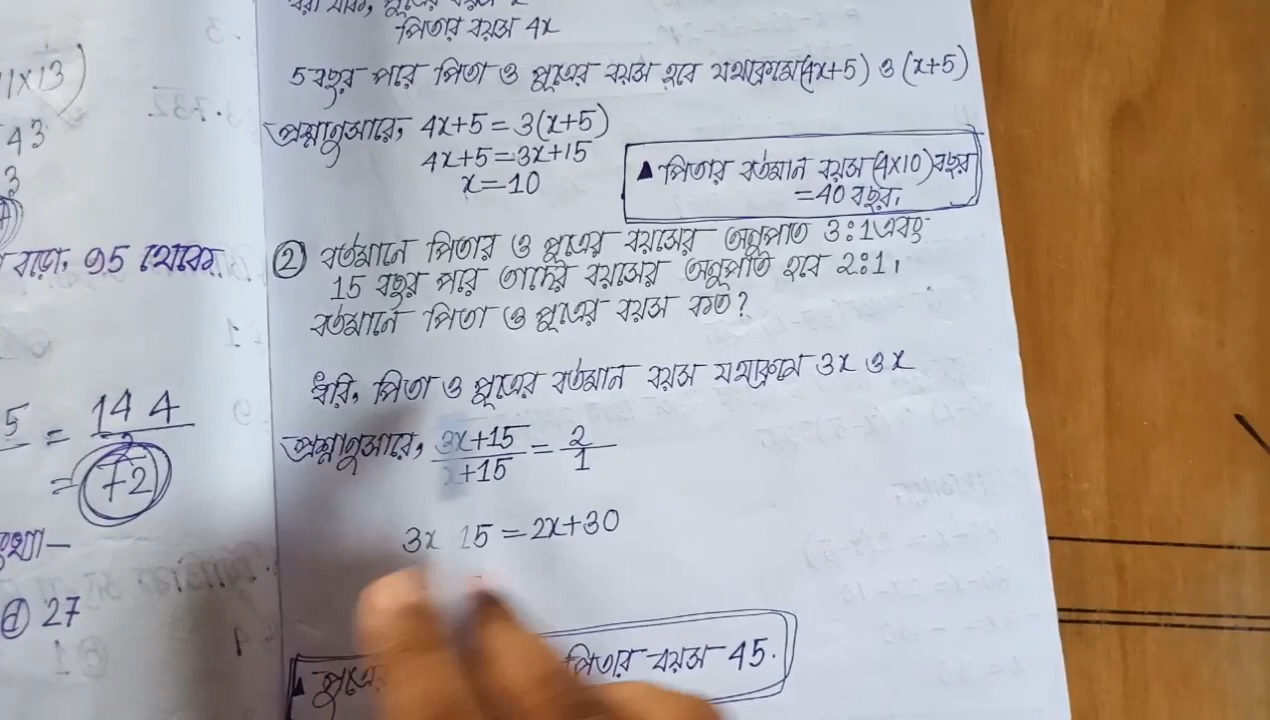 1x13)
43
3
বড়ো, 95 থেকে
5 = 144
= 72
d 27
পিতার বয়স 4x
5 বছর পরে পিতা ও পুত্রের বয়স হবে যথাক্রমে (4x+5) ও (x+5)
প্রশ্নানুসারে, 4x+5=3(x+5)
4x+5=3x+15
x=10
▲ পিতার বর্তমান বয়স (4x10) বছর
=40 বছর।
② বর্তমানে পিতার ও পুত্রের বয়সের অনুপাত 3:1 এবং
15 বছর পরে তাদের বয়সের অনুপাত হবে 2:1।
বর্তমানে পিতা ও পুত্রের বয়স কত?
ধরি, পিতা ও পুত্রের বর্তমান বয়স যথাক্রমে 3x ও x
প্রশ্নানুসারে, 3x+15 = 2
x+15 1
3x 15 = 2x+30
▲ পুত্রের পিতার বয়স 45.